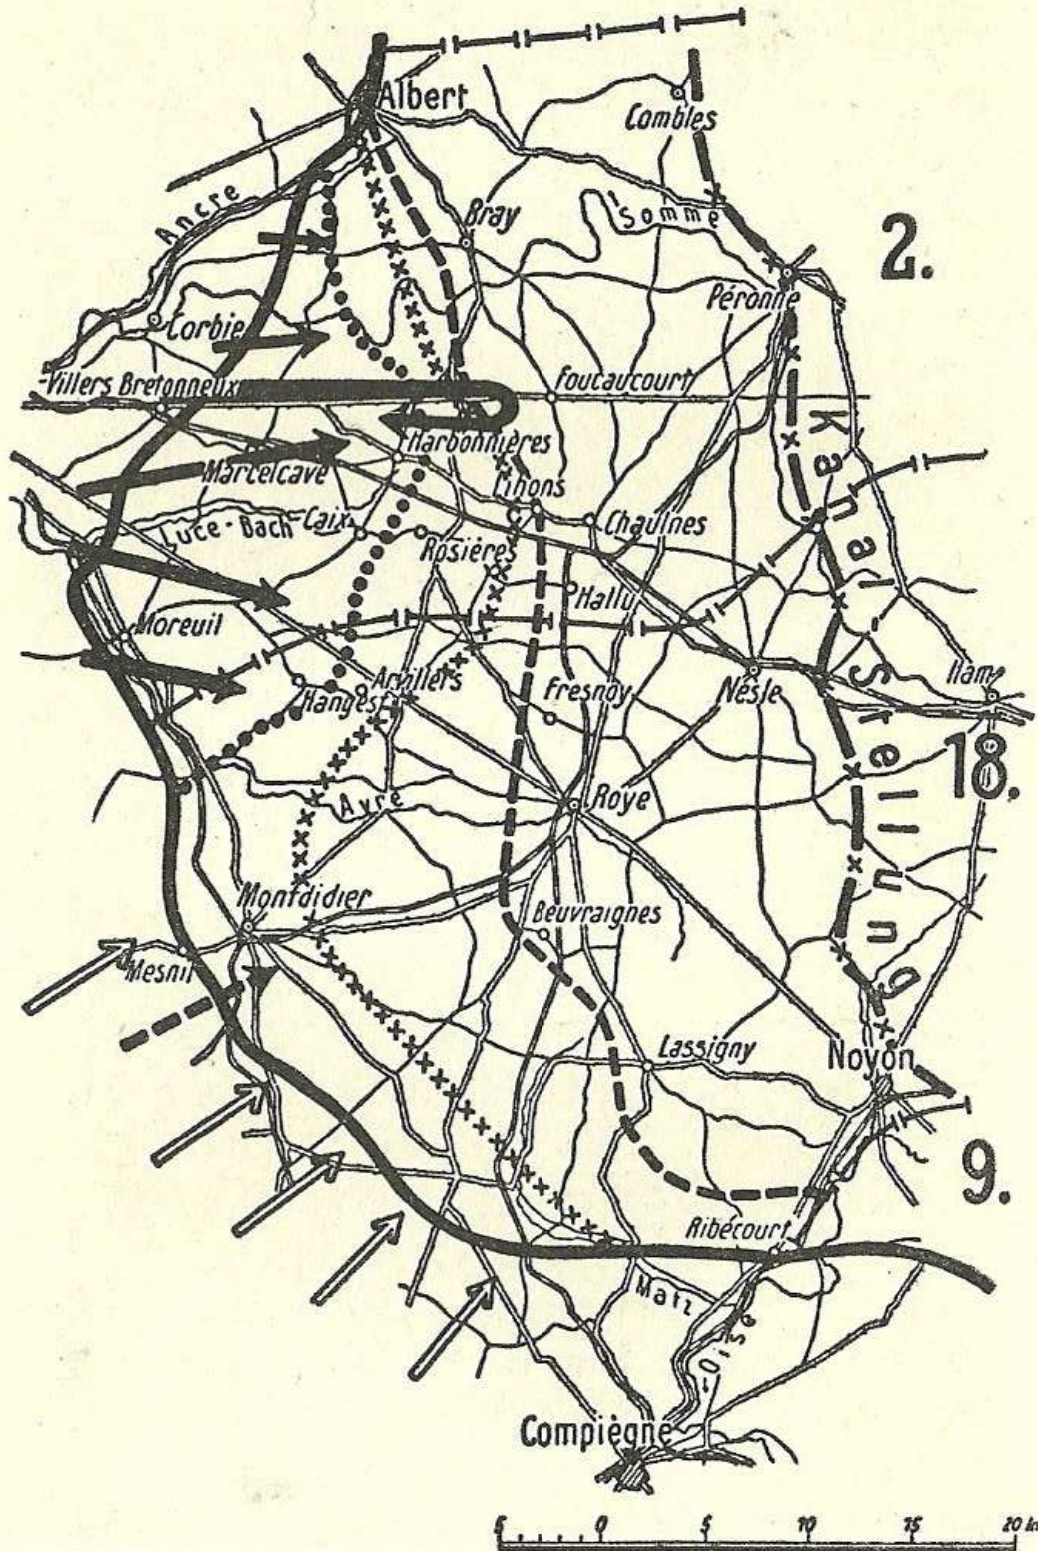 Albert
Combles
Ancre
Bray
Somme
2.
Péronne
Corbie
Villers Bretonneux
Foucaucourt
Harbonnières
Marcelcave
Lihons
Kanal-Stellung
Luce-Bach
Caix
Chaulnes
Rosières
Hallu
Moreuil
Ham
Hangest
Arvillers
Fresnoy
Nesle
18.
Avre
Roye
Montdidier
Beuvraignes
Mesnil
Lassigny
Noyon
9.
Ribécourt
Matz
Oise
Compiègne
5 0 5 10 15 20 km